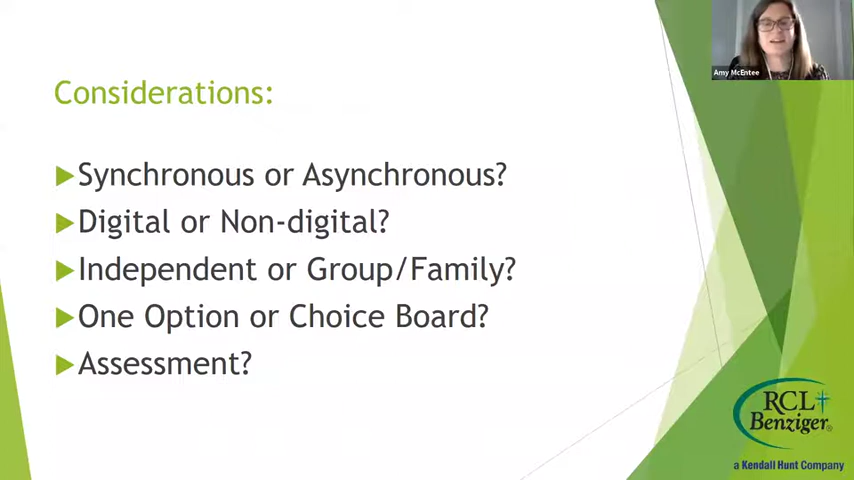 Amy McEntee
Considerations:
Synchronous or Asynchronous?
Digital or Non-digital?
Independent or Group/Family?
One Option or Choice Board?
Assessment?
RCL
Benziger®
a Kendall Hunt Company